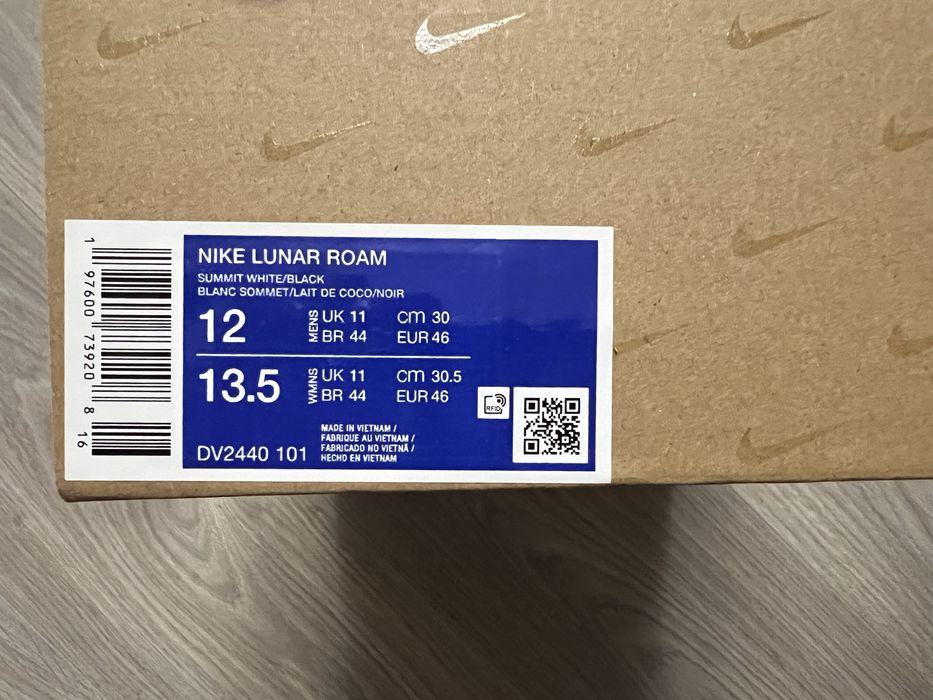 NIKE LUNAR ROAM
SUMMIT WHITE/BLACK
BLANC SOMMET/LAIT DE COCO/NOIR
12 MENS UK 11 cm 30
BR 44 EUR 46
13.5 WMNS UK 11 cm 30.5
BR 44 EUR 46
RFID
MADE IN VIETNAM /
FABRIQUE AU VIETNAM /
FABRICADO NO VIETNÃ /
HECHO EN VIETNAM
DV2440 101
1 97600 73920 8 16